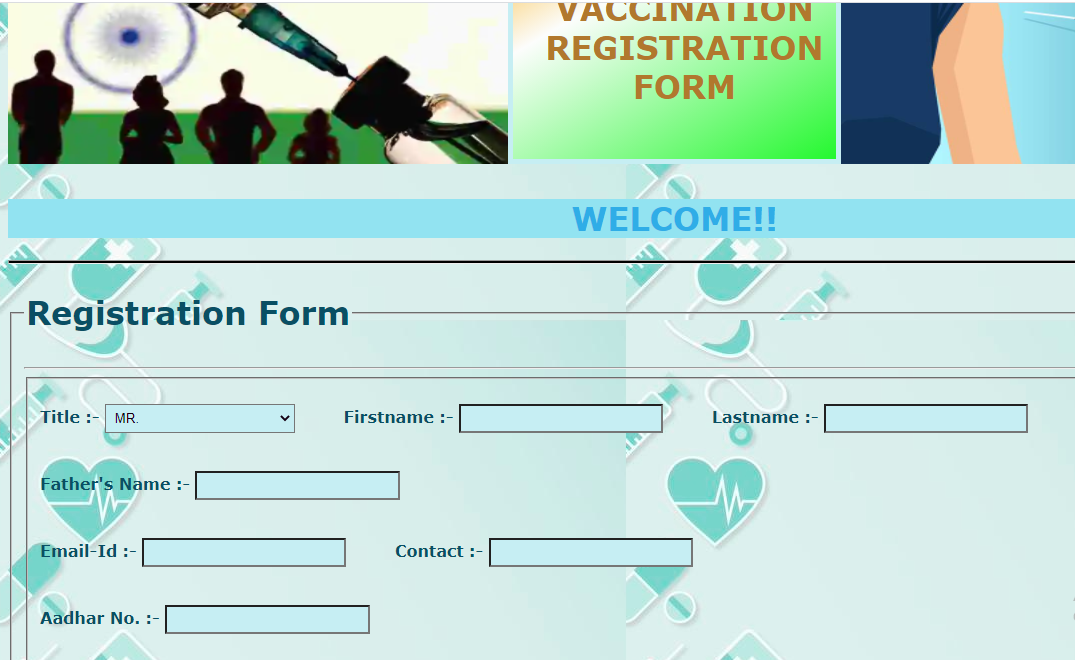 VACCINATION
REGISTRATION
FORM
WELCOME!!
Registration Form
Title :- MR. Firstname :- Lastname :-
Father's Name :-
Email-Id :- Contact :-
Aadhar No. :-